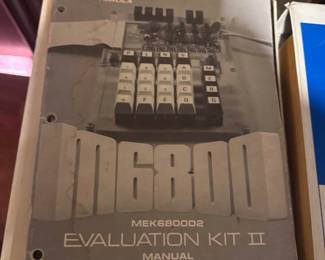 M6800
MEK6800D2
EVALUATION KIT II
MANUAL